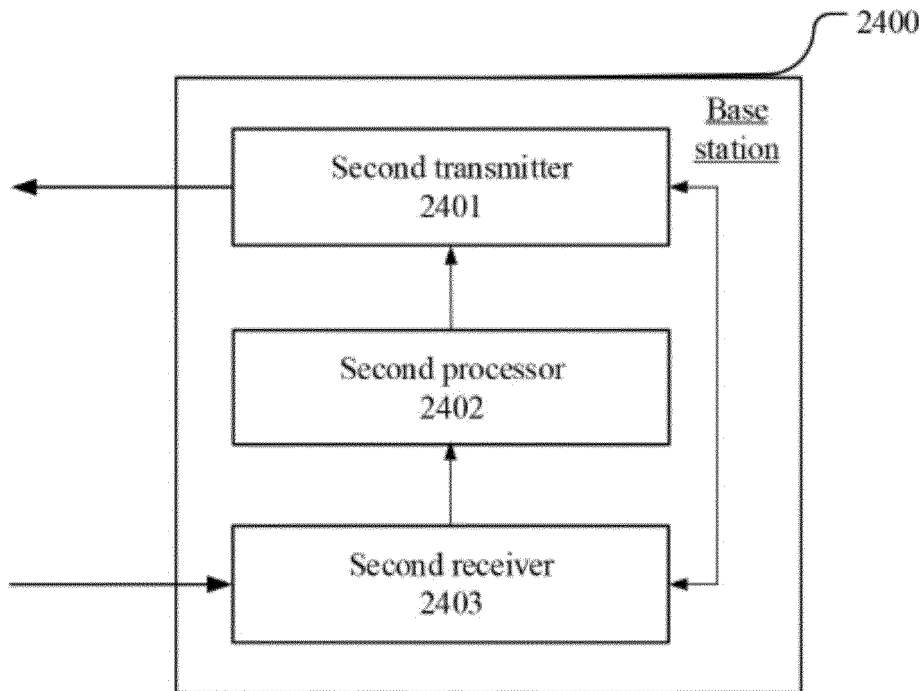 2400
Base
station
Second transmitter
2401
Second processor
2402
Second receiver
2403